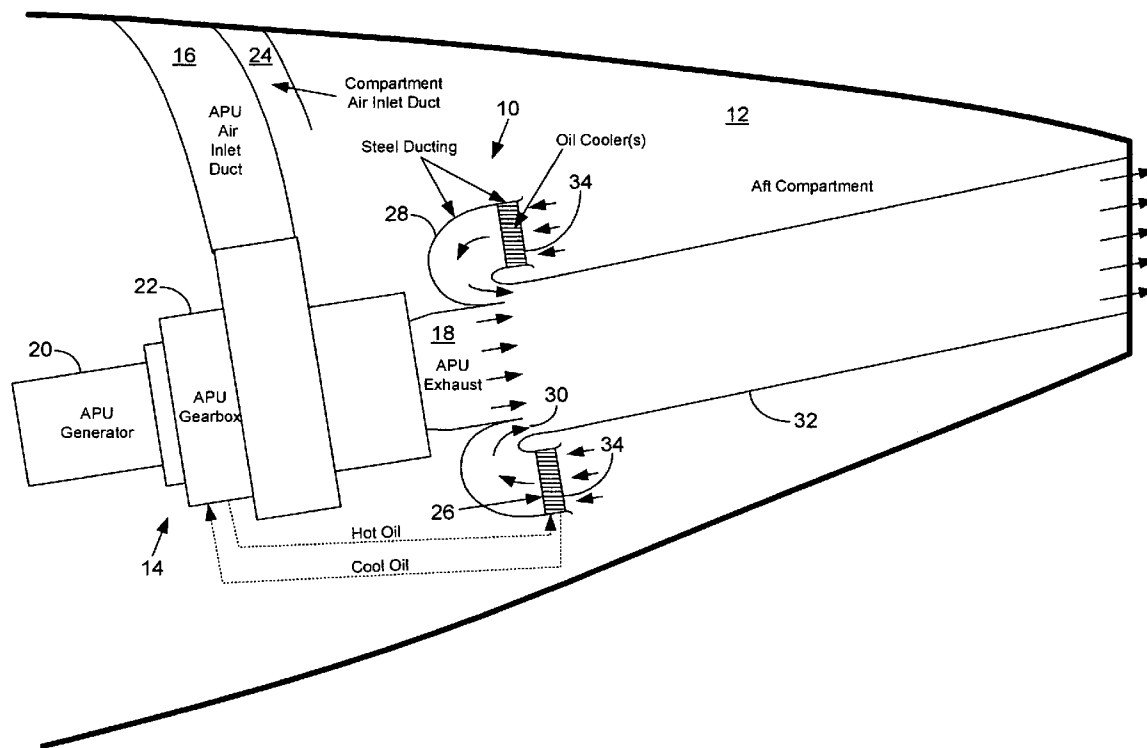 16
24
Compartment
Air Inlet Duct
APU
Air
Inlet
Duct
10
12
Steel Ducting
Oil Cooler(s)
34
Aft Compartment
28
22
18
APU
Exhaust
20
APU
Generator
APU
Gearbox
30
32
34
26
Hot Oil
14
Cool Oil